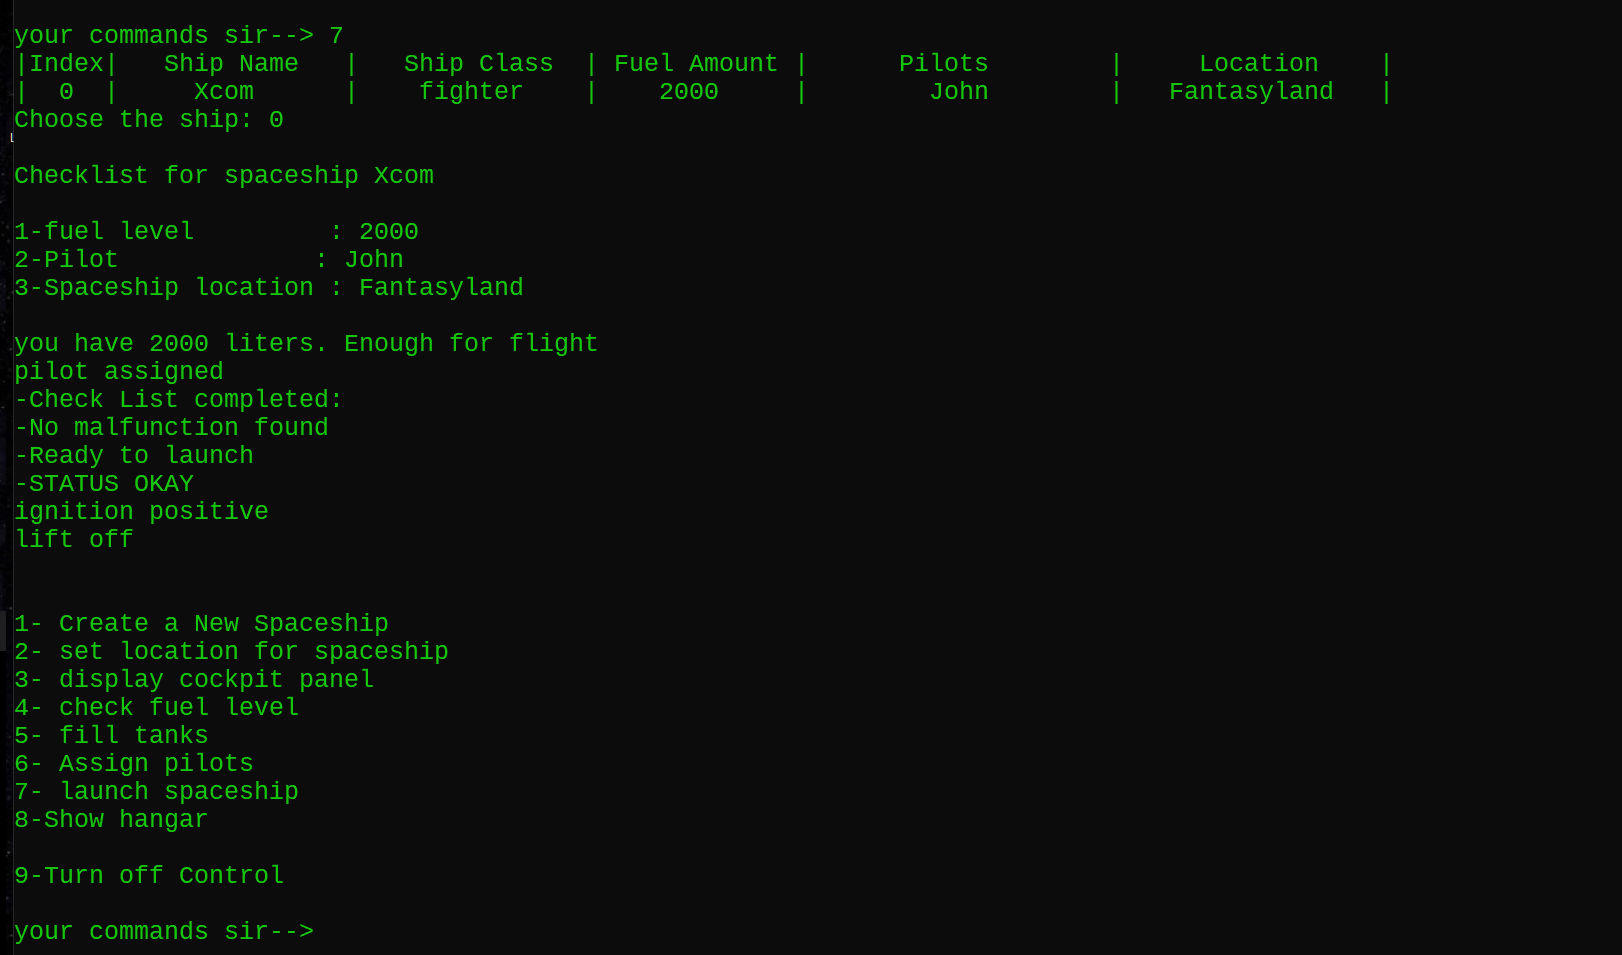 your commands sir--> 7
|Index|   Ship Name   |   Ship Class  | Fuel Amount |      Pilots        |     Location    |
|  0  |     Xcom      |    fighter    |    2000     |        John        |   Fantasyland   |
Choose the ship: 0
Checklist for spaceship Xcom
1-fuel level         : 2000
2-Pilot             : John
3-Spaceship location : Fantasyland
you have 2000 liters. Enough for flight
pilot assigned
-Check List completed:
-No malfunction found
-Ready to launch
-STATUS OKAY
ignition positive
lift off
1- Create a New Spaceship
2- set location for spaceship
3- display cockpit panel
4- check fuel level
5- fill tanks
6- Assign pilots
7- launch spaceship
8-Show hangar
9-Turn off Control
your commands sir-->